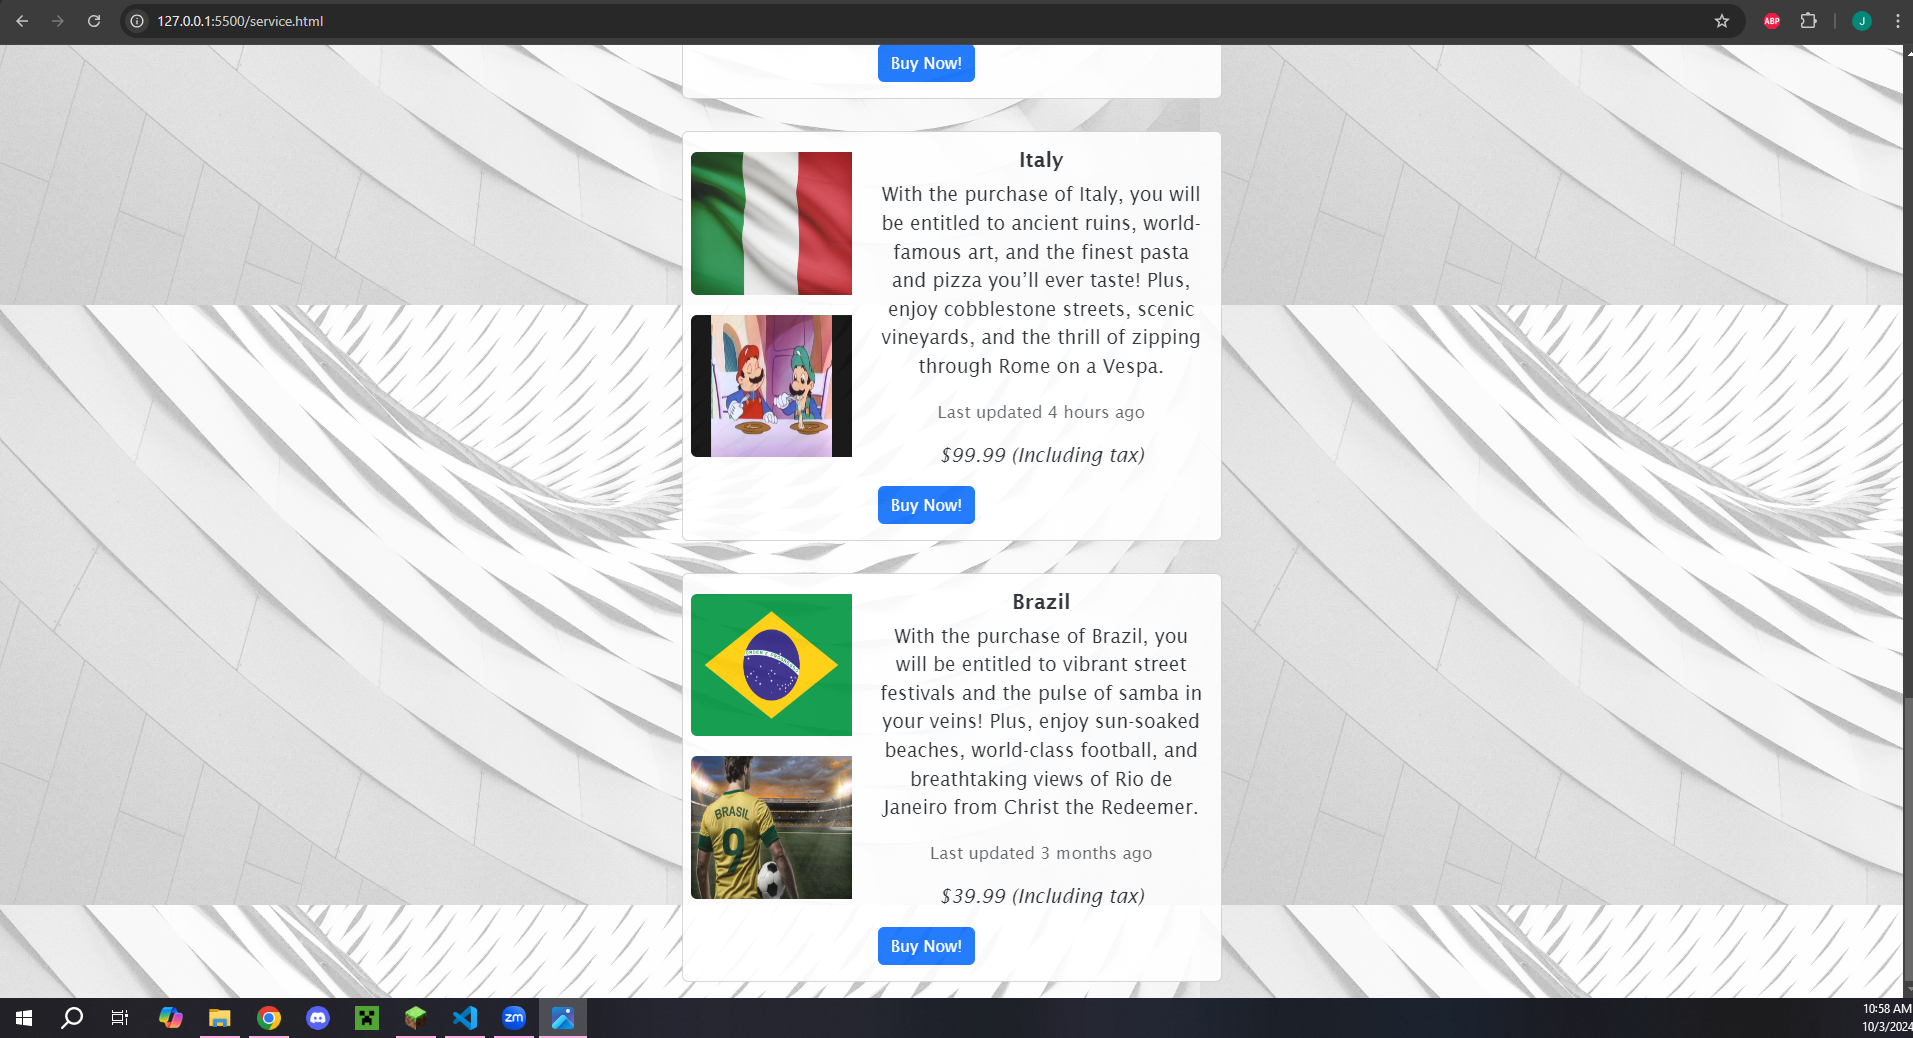 127.0.0.1:5500/service.html
ABP
J
Buy Now!
Italy
With the purchase of Italy, you will
be entitled to ancient ruins, world-
famous art, and the finest pasta
and pizza you’ll ever taste! Plus,
enjoy cobblestone streets, scenic
vineyards, and the thrill of zipping
through Rome on a Vespa.
Last updated 4 hours ago
$99.99 (Including tax)
Buy Now!
Brazil
With the purchase of Brazil, you
will be entitled to vibrant street
festivals and the pulse of samba in
your veins! Plus, enjoy sun-soaked
beaches, world-class football, and
breathtaking views of Rio de
Janeiro from Christ the Redeemer.
BRASIL
9
Last updated 3 months ago
$39.99 (Including tax)
Buy Now!
zm
10:58 AM
10/3/2024